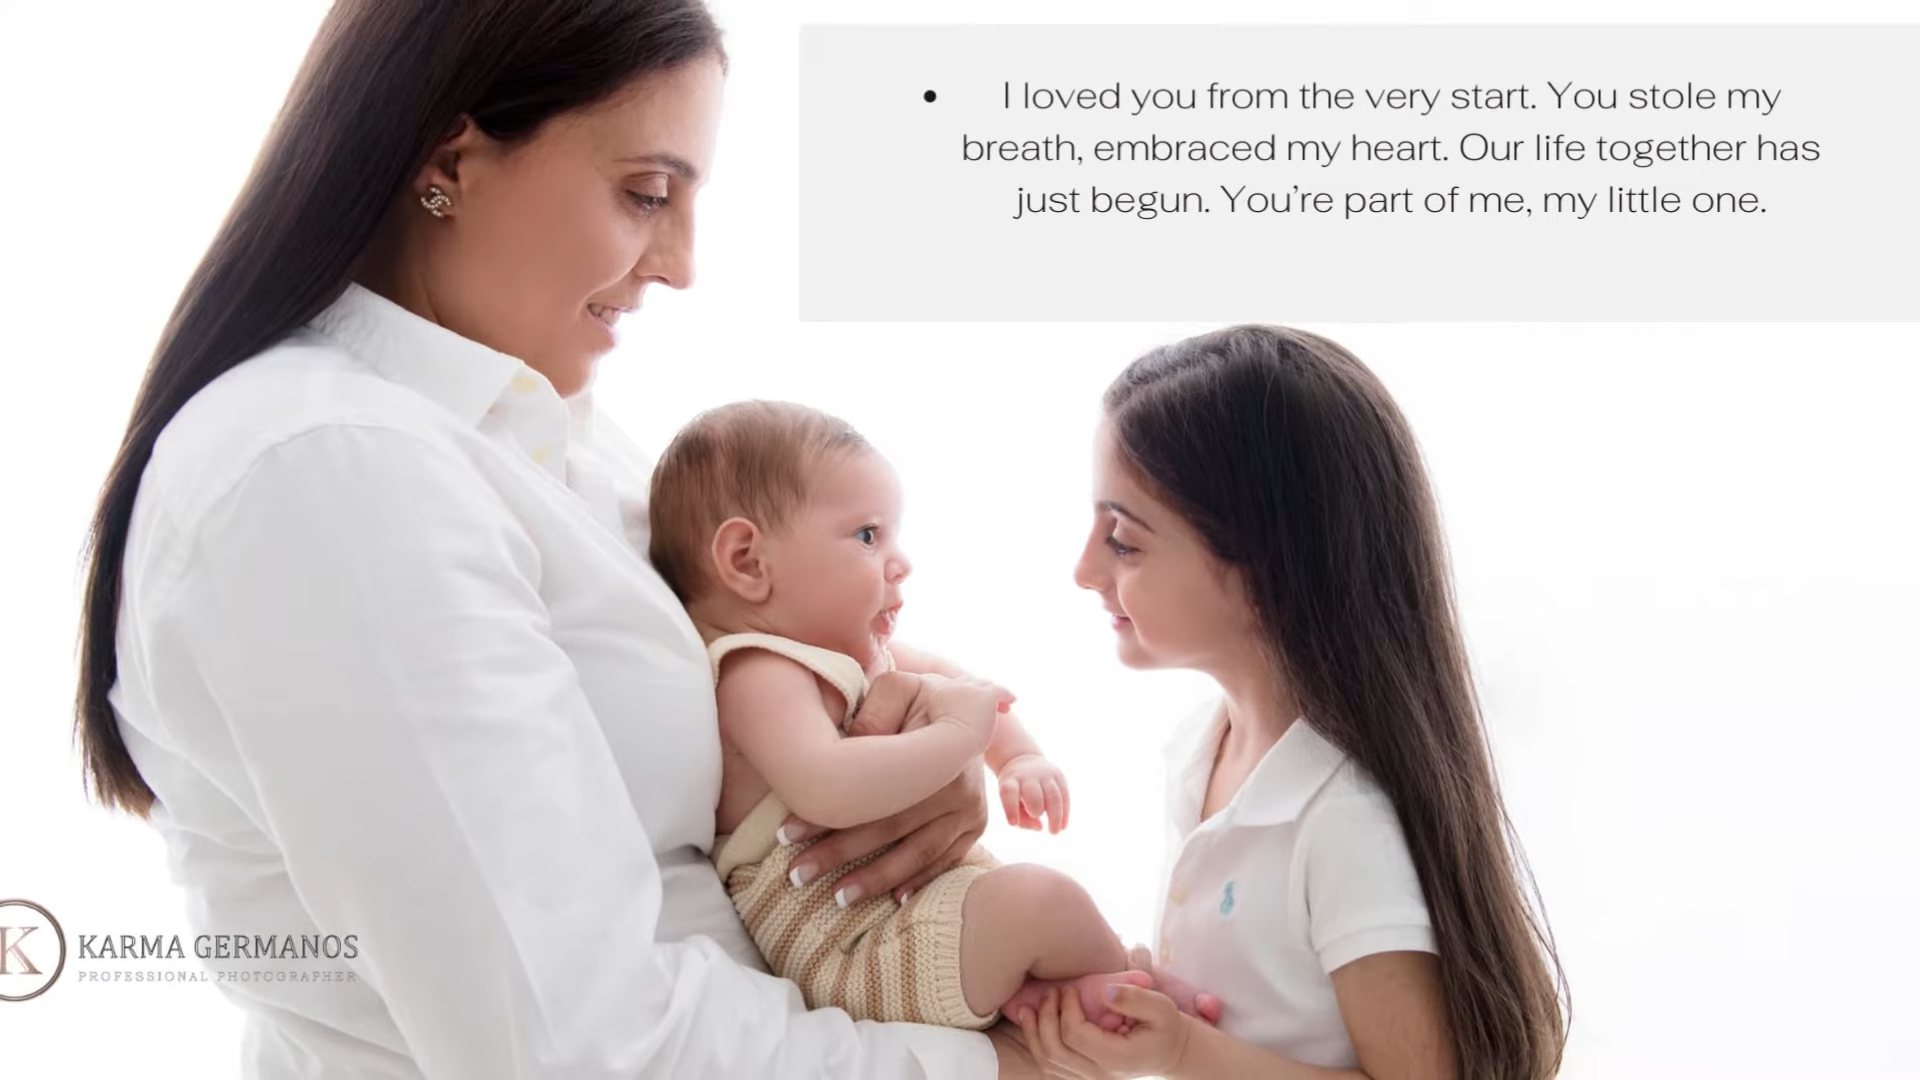 • I loved you from the very start. You stole my
breath, embraced my heart. Our life together has
just begun. You're part of me, my little one.
K
KARMA GERMANOS
PROFESSIONAL PHOTOGRAPHER